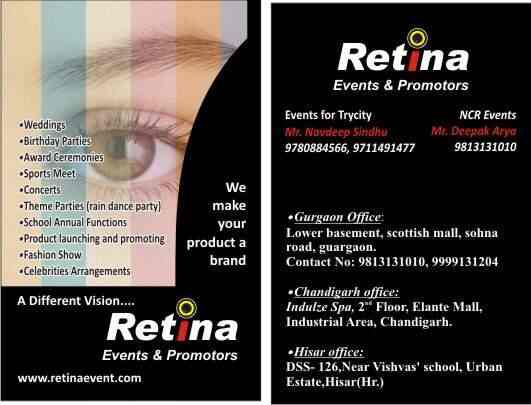 •Weddings
•Birthday Parties
•Award Ceremonies
•Sports Meet
•Concerts
•Theme Parties (rain dance party)
•School Annual Functions
•Product launching and promoting
•Fashion Show
•Celebrities Arrangements
We
make
your
product a
brand
A Different Vision....
Retina
Events & Promotors
www.retinaevent.com
Retina
Events & Promotors
Events for Trycity
Mr. Navdeep Sindhu
9780884566, 9711491477
NCR Events
Mr. Deepak Arya
9813131010
•Gurgaon Office:
Lower basement, scottish mall, sohna
road, guargaon.
Contact No: 9813131010, 9999131204
•Chandigarh office:
Indulze Spa, 2nd Floor, Elante Mall,
Industrial Area, Chandigarh.
•Hisar office:
DSS- 126,Near Vishvas' school, Urban
Estate,Hisar(Hr.)